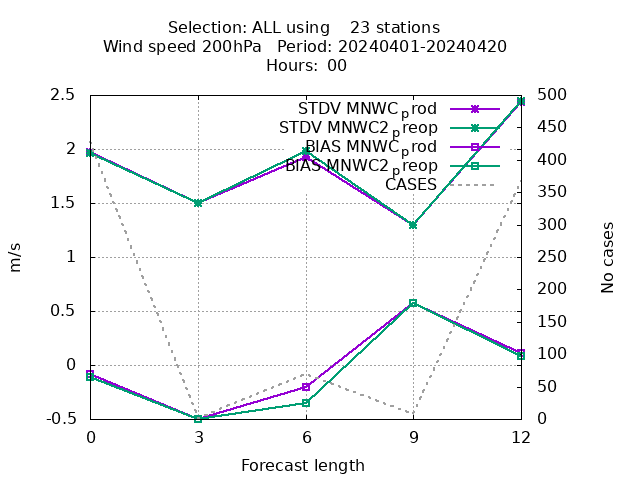 Selection: ALL using    23 stations
Wind speed 200hPa   Period: 20240401-20240420
Hours: 00
2.5
2
1.5
1
0.5
0
-0.5
m/s
500
450
400
350
300
250
200
150
100
50
0
No cases
STDV MNWC_prod
STDV MNWC2_preop
BIAS MNWC_prod
BIAS MNWC2_preop
CASES
0 3 6 9 12
Forecast length